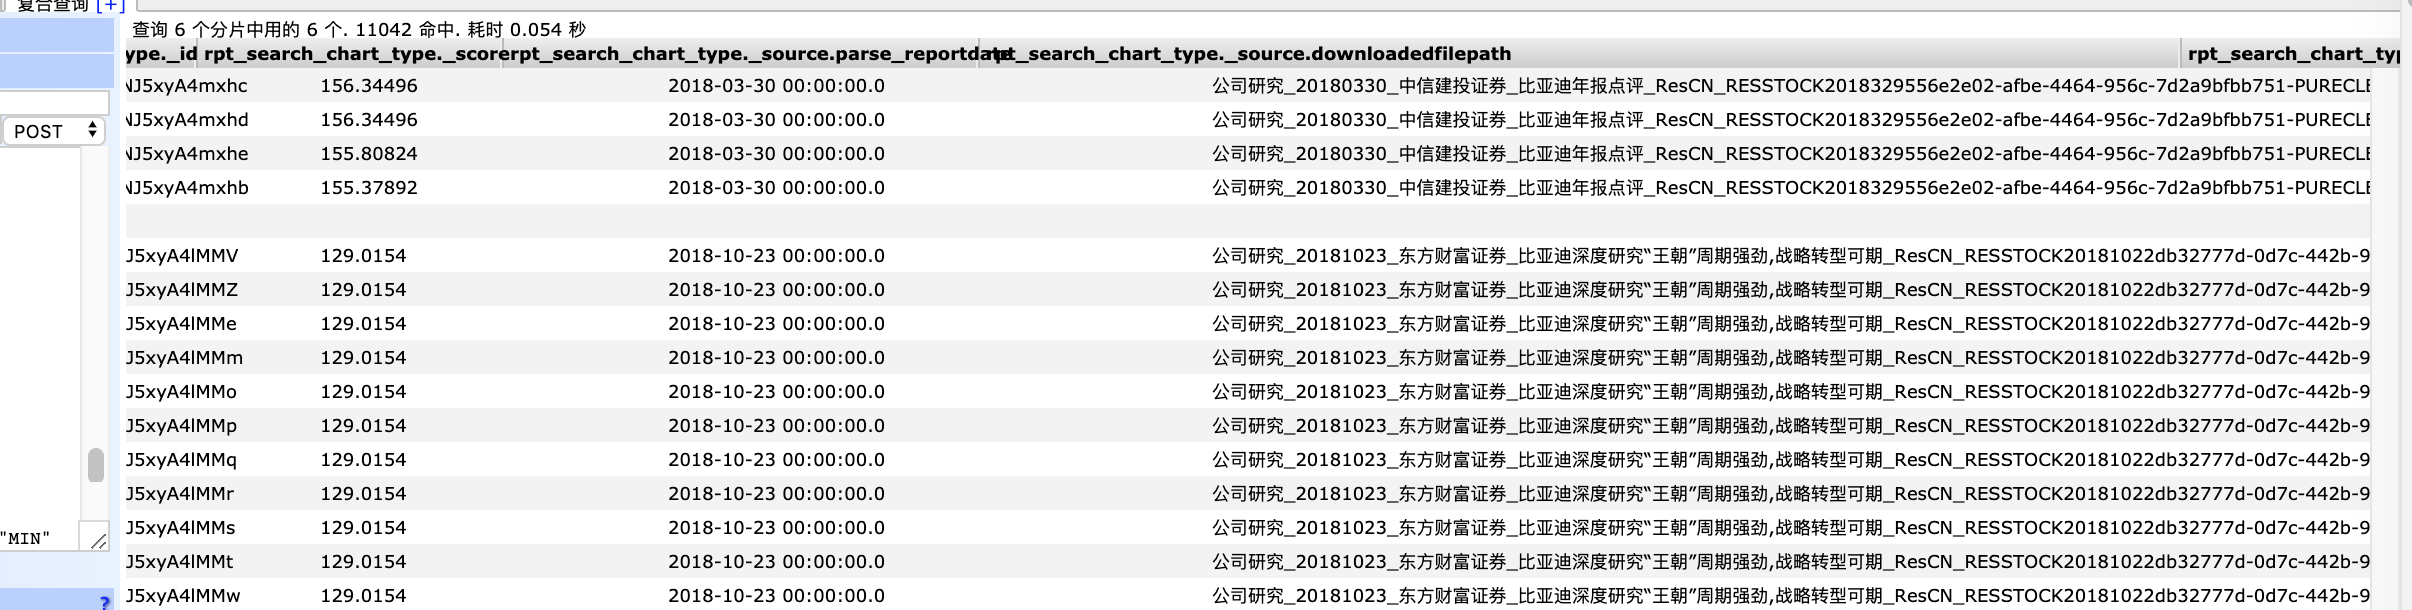 复合查询 [+]
查询 6 个分片中用的 6 个. 11042 命中. 耗时 0.054 秒
ype._id rpt_search_chart_type._score rpt_search_chart_type._source.parse_reportdate rpt_search_chart_type._source.downloadedfilepath rpt_search_chart_typ
NJ5xyA4mxhc 156.34496 2018-03-30 00:00:00.0 公司研究_20180330_中信建投证券_比亚迪年报点评_ResCN_RESSTOCK2018329556e2e02-afbe-4464-956c-7d2a9bfbb751-PURECLE
NJ5xyA4mxhd 156.34496 2018-03-30 00:00:00.0 公司研究_20180330_中信建投证券_比亚迪年报点评_ResCN_RESSTOCK2018329556e2e02-afbe-4464-956c-7d2a9bfbb751-PURECLE
POST
NJ5xyA4mxhe 155.80824 2018-03-30 00:00:00.0 公司研究_20180330_中信建投证券_比亚迪年报点评_ResCN_RESSTOCK2018329556e2e02-afbe-4464-956c-7d2a9bfbb751-PURECLE
NJ5xyA4mxhb 155.37892 2018-03-30 00:00:00.0 公司研究_20180330_中信建投证券_比亚迪年报点评_ResCN_RESSTOCK2018329556e2e02-afbe-4464-956c-7d2a9bfbb751-PURECLE
J5xyA4lMMV 129.0154 2018-10-23 00:00:00.0 公司研究_20181023_东方财富证券_比亚迪深度研究“王朝”周期强劲,战略转型可期_ResCN_RESSTOCK20181022db32777d-0d7c-442b-9
J5xyA4lMMZ 129.0154 2018-10-23 00:00:00.0 公司研究_20181023_东方财富证券_比亚迪深度研究“王朝”周期强劲,战略转型可期_ResCN_RESSTOCK20181022db32777d-0d7c-442b-9
J5xyA4lMMe 129.0154 2018-10-23 00:00:00.0 公司研究_20181023_东方财富证券_比亚迪深度研究“王朝”周期强劲,战略转型可期_ResCN_RESSTOCK20181022db32777d-0d7c-442b-9
J5xyA4lMMm 129.0154 2018-10-23 00:00:00.0 公司研究_20181023_东方财富证券_比亚迪深度研究“王朝”周期强劲,战略转型可期_ResCN_RESSTOCK20181022db32777d-0d7c-442b-9
J5xyA4lMMo 129.0154 2018-10-23 00:00:00.0 公司研究_20181023_东方财富证券_比亚迪深度研究“王朝”周期强劲,战略转型可期_ResCN_RESSTOCK20181022db32777d-0d7c-442b-9
J5xyA4lMMp 129.0154 2018-10-23 00:00:00.0 公司研究_20181023_东方财富证券_比亚迪深度研究“王朝”周期强劲,战略转型可期_ResCN_RESSTOCK20181022db32777d-0d7c-442b-9
J5xyA4lMMq 129.0154 2018-10-23 00:00:00.0 公司研究_20181023_东方财富证券_比亚迪深度研究“王朝”周期强劲,战略转型可期_ResCN_RESSTOCK20181022db32777d-0d7c-442b-9
J5xyA4lMMr 129.0154 2018-10-23 00:00:00.0 公司研究_20181023_东方财富证券_比亚迪深度研究“王朝”周期强劲,战略转型可期_ResCN_RESSTOCK20181022db32777d-0d7c-442b-9
J5xyA4lMMs 129.0154 2018-10-23 00:00:00.0 公司研究_20181023_东方财富证券_比亚迪深度研究“王朝”周期强劲,战略转型可期_ResCN_RESSTOCK20181022db32777d-0d7c-442b-9
"MIN"
J5xyA4lMMt 129.0154 2018-10-23 00:00:00.0 公司研究_20181023_东方财富证券_比亚迪深度研究“王朝”周期强劲,战略转型可期_ResCN_RESSTOCK20181022db32777d-0d7c-442b-9
J5xyA4lMMw 129.0154 2018-10-23 00:00:00.0 公司研究_20181023_东方财富证券_比亚迪深度研究“王朝”周期强劲,战略转型可期_ResCN_RESSTOCK20181022db32777d-0d7c-442b-9
?